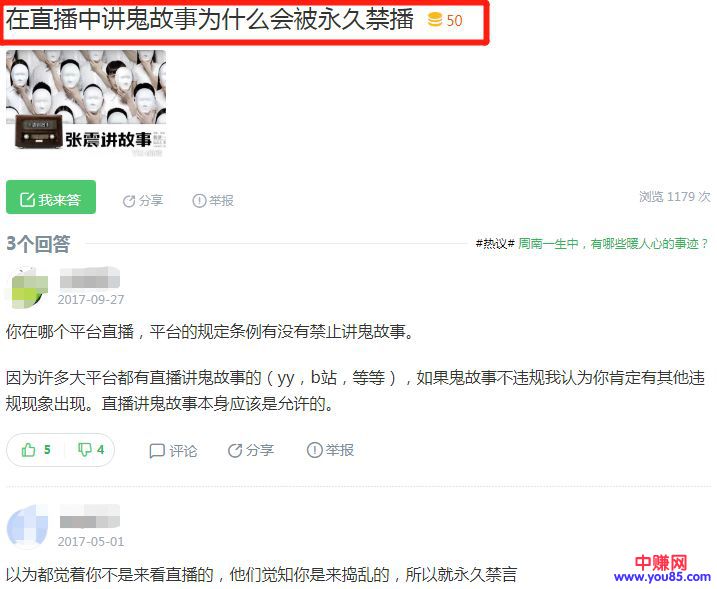 在直播中讲鬼故事为什么会被永久禁播 50
张震讲故事
我来答
分享
举报
浏览 1179 次
3个回答
#热议# 周南一生中，有哪些暖人心的事迹？
2017-09-27
你在哪个平台直播，平台的规定条例有没有禁止讲鬼故事。
因为许多大平台都有直播讲鬼故事的（yy，b站，等等），如果鬼故事不违规我认为你肯定有其他违
规现象出现。直播讲鬼故事本身应该是允许的。
5 4 评论 分享 举报
2017-05-01
以为都觉着你不是来看直播的，他们觉知你是来捣乱的，所以就永久禁言
中赚网
www.you85.com